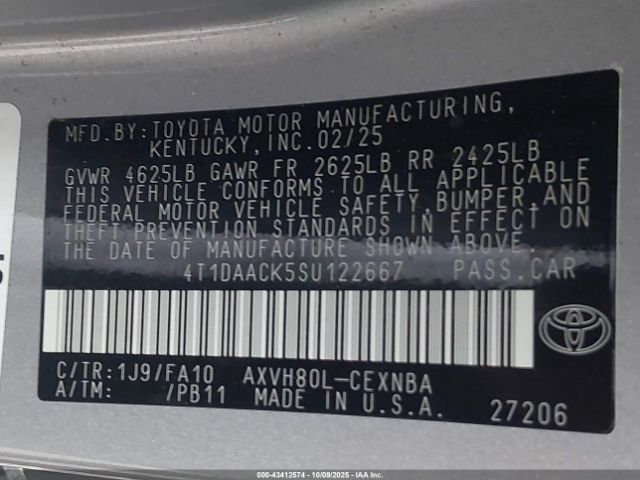 MFD.BY:TOYOTA MOTOR MANUFACTURING,
KENTUCKY,INC.02/25
GVWR 4625LB GAWR FR 2625LB RR 2425LB
THIS VEHICLE CONFORMS TO ALL APPLICABLE
FEDERAL MOTOR VEHICLE SAFETY,BUMPER,AND
THEFT PREVENTION STANDARDS IN EFFECT ON
THE DATE OF MANUFACTURE SHOWN ABOVE.
4T1DAACK5SU122667 PASS.CAR
C/TR:1J9/FA10 AXVH80L-CEXNBA
A/TM: /PB11 MADE IN U.S.A. 27206
000-43412574 | 10/09/2025 | IAAI.COM